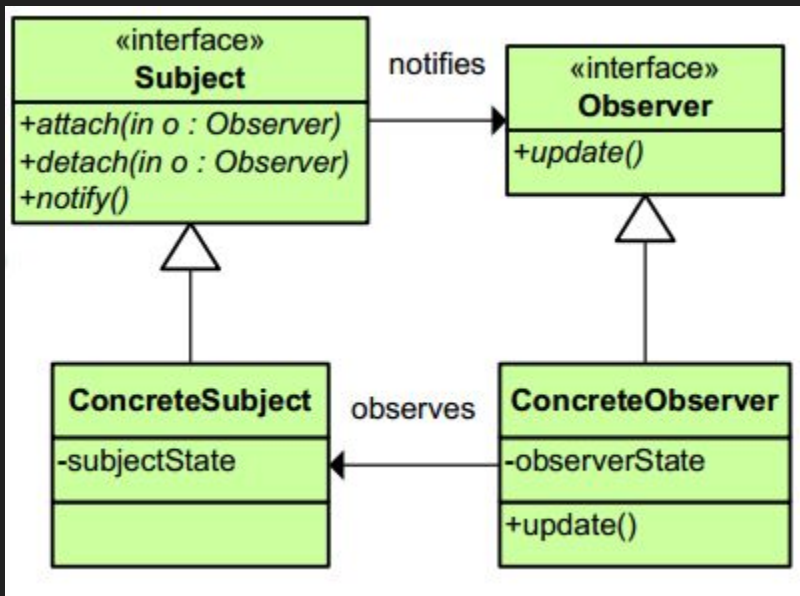 «interface»
Subject
+attach(in o : Observer)
+detach(in o : Observer)
+notify()
notifies
«interface»
Observer
+update()
ConcreteSubject
-subjectState
observes
ConcreteObserver
-observerState
+update()